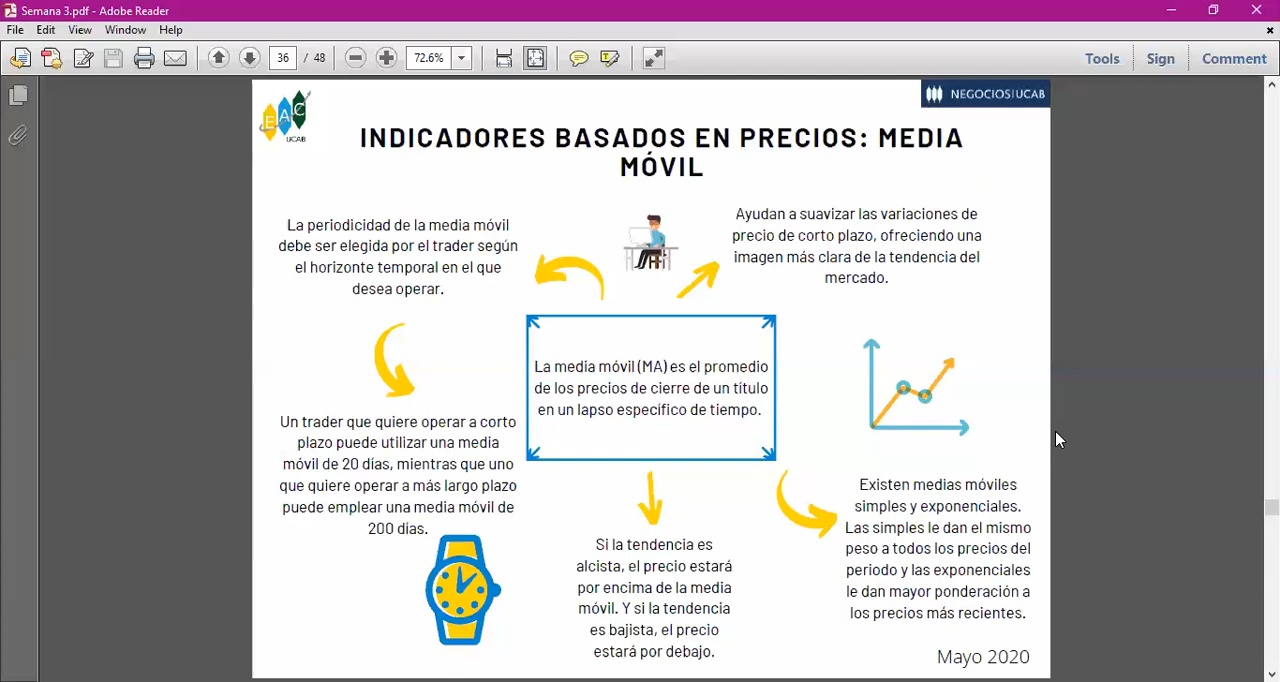 Semana 3.pdf - Adobe Reader
File Edit View Window Help
36 / 48 72.6% Tools Sign Comment
EAC
UCAB
NEGOCIOS|UCAB
INDICADORES BASADOS EN PRECIOS: MEDIA
MÓVIL
La periodicidad de la media móvil
debe ser elegida por el trader según
el horizonte temporal en el que
desea operar.
Ayudan a suavizar las variaciones de
precio de corto plazo, ofreciendo una
imagen más clara de la tendencia del
mercado.
La media móvil (MA) es el promedio
de los precios de cierre de un título
en un lapso específico de tiempo.
Un trader que quiere operar a corto
plazo puede utilizar una media
móvil de 20 días, mientras que uno
que quiere operar a más largo plazo
puede emplear una media móvil de
200 días.
Si la tendencia es
alcista, el precio estará
por encima de la media
móvil. Y si la tendencia
es bajista, el precio
estará por debajo.
Existen medias móviles
simples y exponenciales.
Las simples le dan el mismo
peso a todos los precios del
periodo y las exponenciales
le dan mayor ponderación a
los precios más recientes.
Mayo 2020